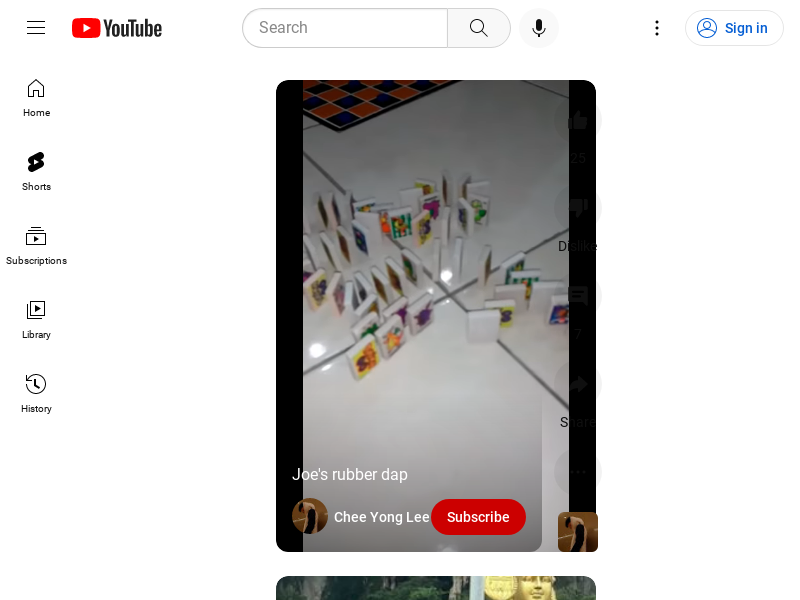 YouTube
Search
Sign in
Home
Shorts
Subscriptions
Library
History
25
Dislike
7
Share
Joe's rubber dap
Chee Yong Lee
Subscribe